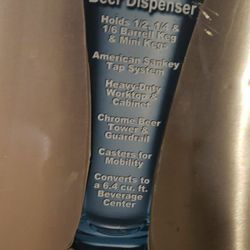 Beer Dispenser
Holds 1/2, 1/4 &
1/6 Barrell Keg
& Mini Kegs
American Sankey
Tap System
Heavy-Duty
Worktop &
Cabinet
Chrome Beer
Tower &
Guardrail
Casters for
Mobility
Converts to
a 6.4 cu. ft.
Beverage
Center